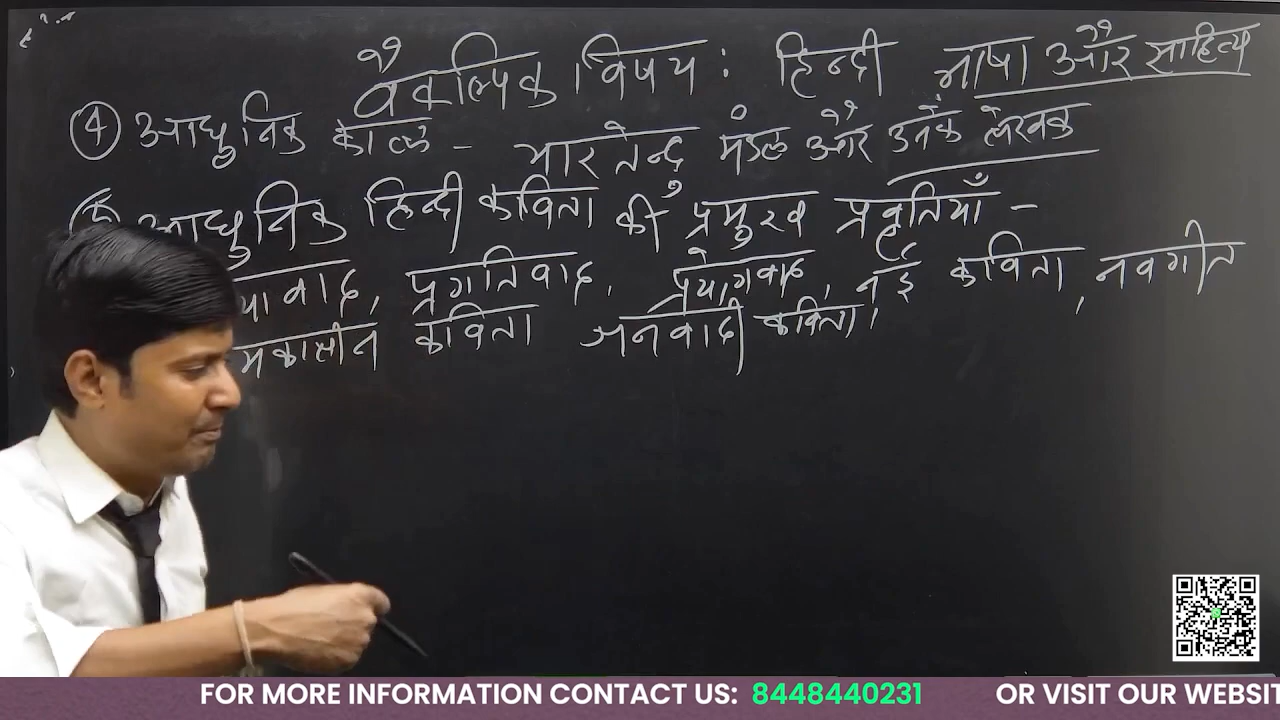 वैकल्पिक विषय : हिन्दी भाषा और साहित्य
④ आधुनिक काल - भारतेन्दु मंडल और उनके लेखक
आधुनिक हिन्दी कविता की प्रमुख प्रवृतियाँ -
यावाद, प्रगतिवाद, प्रयोगवाद, नई कविता, नवगीत
मकालीन कविता जनवादी कविता।
FOR MORE INFORMATION CONTACT US: 8448440231 OR VISIT OUR WEBSIT